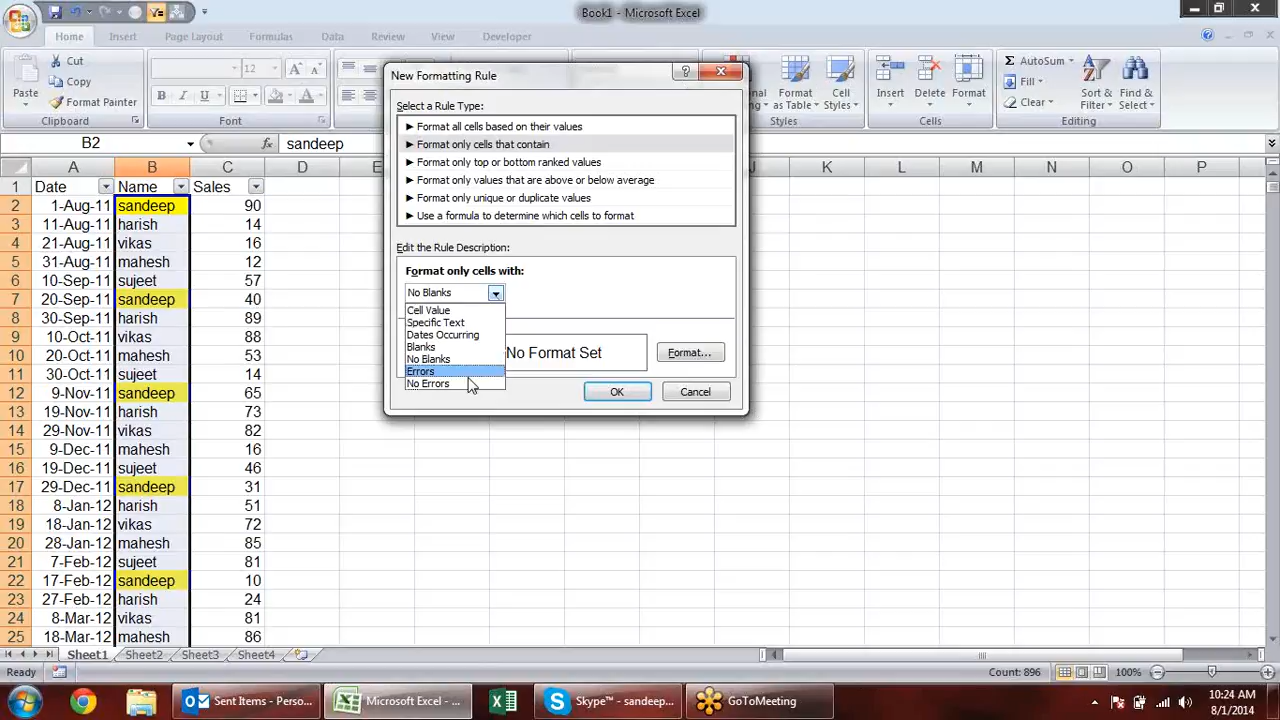 Book1 - Microsoft Excel
Home Insert Page Layout Formulas Data Review View Developer
Paste
Cut
Copy
Format Painter
Clipboard
12
A A
B I U
A
Font
Format as Table
Cell Styles
Styles
Insert
Delete
Format
Cells
Σ AutoSum
Fill
Clear
Sort & Filter
Find & Select
Editing
B2 fx sandeep
A B C D E J K L M N O P
1 Date Name Sales
2 1-Aug-11 sandeep 90
3 11-Aug-11 harish 14
4 21-Aug-11 vikas 16
5 31-Aug-11 mahesh 12
6 10-Sep-11 sujeet 57
7 20-Sep-11 sandeep 40
8 30-Sep-11 harish 89
9 10-Oct-11 vikas 88
10 20-Oct-11 mahesh 53
11 30-Oct-11 sujeet 14
12 9-Nov-11 sandeep 65
13 19-Nov-11 harish 73
14 29-Nov-11 vikas 82
15 9-Dec-11 mahesh 16
16 19-Dec-11 sujeet 46
17 29-Dec-11 sandeep 31
18 8-Jan-12 harish 51
19 18-Jan-12 vikas 72
20 28-Jan-12 mahesh 85
21 7-Feb-12 sujeet 81
22 17-Feb-12 sandeep 10
23 27-Feb-12 harish 24
24 8-Mar-12 vikas 81
25 18-Mar-12 mahesh 86
New Formatting Rule
Select a Rule Type:
► Format all cells based on their values
► Format only cells that contain
► Format only top or bottom ranked values
► Format only values that are above or below average
► Format only unique or duplicate values
► Use a formula to determine which cells to format
Edit the Rule Description:
Format only cells with:
No Blanks
Cell Value
Specific Text
Dates Occurring
Blanks
No Blanks
Errors
No Errors
No Format Set
Format...
OK Cancel
Sheet1 Sheet2 Sheet3 Sheet4
Ready Count: 896 100%
Sent Items - Perso...
Microsoft Excel - ...
Skype™ - sandeep...
GoToMeeting
10:24 AM
8/1/2014